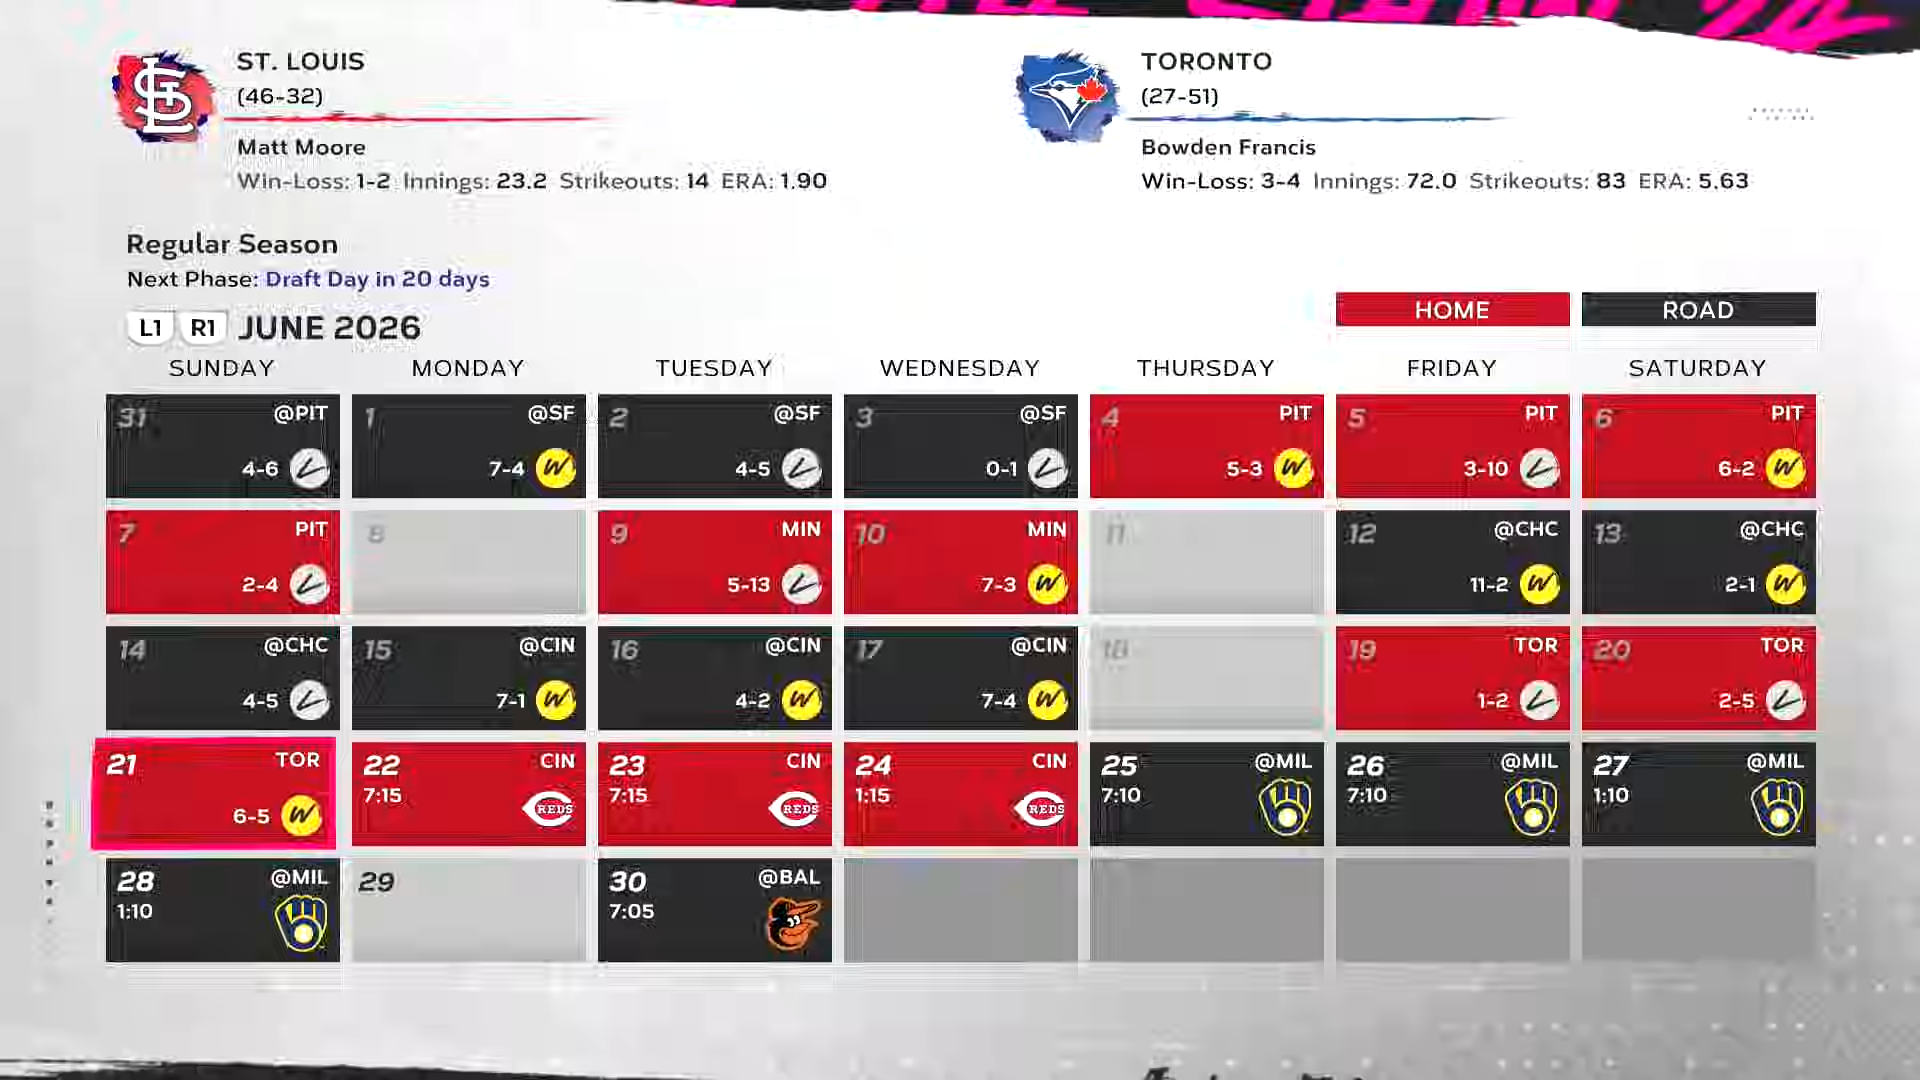 ST. LOUIS
(46-32)
Matt Moore
Win-Loss: 1-2 Innings: 23.2 Strikeouts: 14 ERA: 1.90
TORONTO
(27-51)
Bowden Francis
Win-Loss: 3-4 Innings: 72.0 Strikeouts: 83 ERA: 5.63
Regular Season
Next Phase: Draft Day in 20 days
HOME ROAD
L1 R1 JUNE 2026
SUNDAY MONDAY TUESDAY WEDNESDAY THURSDAY FRIDAY SATURDAY
31 @PIT 1 @SF 2 @SF 3 @SF 4 PIT 5 PIT 6 PIT
4-6 L 7-4 W 4-5 L 0-1 L 5-3 W 3-10 L 6-2 W
7 PIT 8 9 MIN 10 MIN 11 12 @CHC 13 @CHC
2-4 L 5-13 L 7-3 W 11-2 W 2-1 W
14 @CHC 15 @CIN 16 @CIN 17 @CIN 18 19 TOR 20 TOR
4-5 L 7-1 W 4-2 W 7-4 W 1-2 L 2-5 L
21 TOR 22 CIN 23 CIN 24 CIN 25 @MIL 26 @MIL 27 @MIL
6-5 W 7:15 REDS 7:15 REDS 1:15 REDS 7:10 7:10 1:10
28 @MIL 29 30 @BAL
1:10 7:05